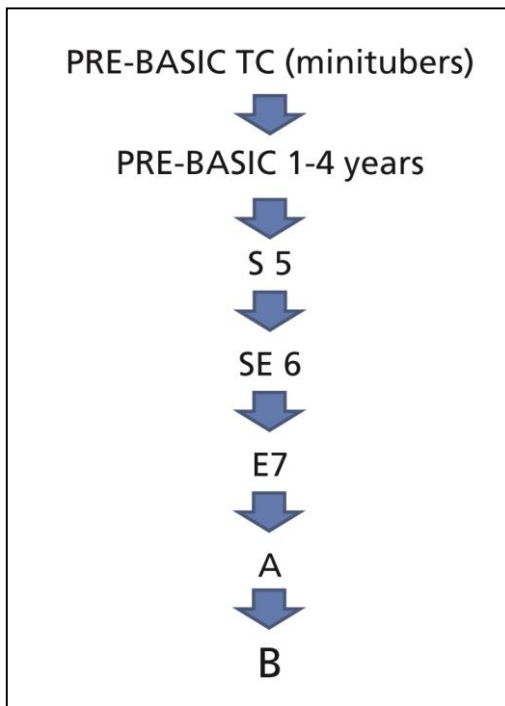 PRE-BASIC TC (minitubers)
PRE-BASIC 1-4 years
S 5
SE 6
E7
A
B